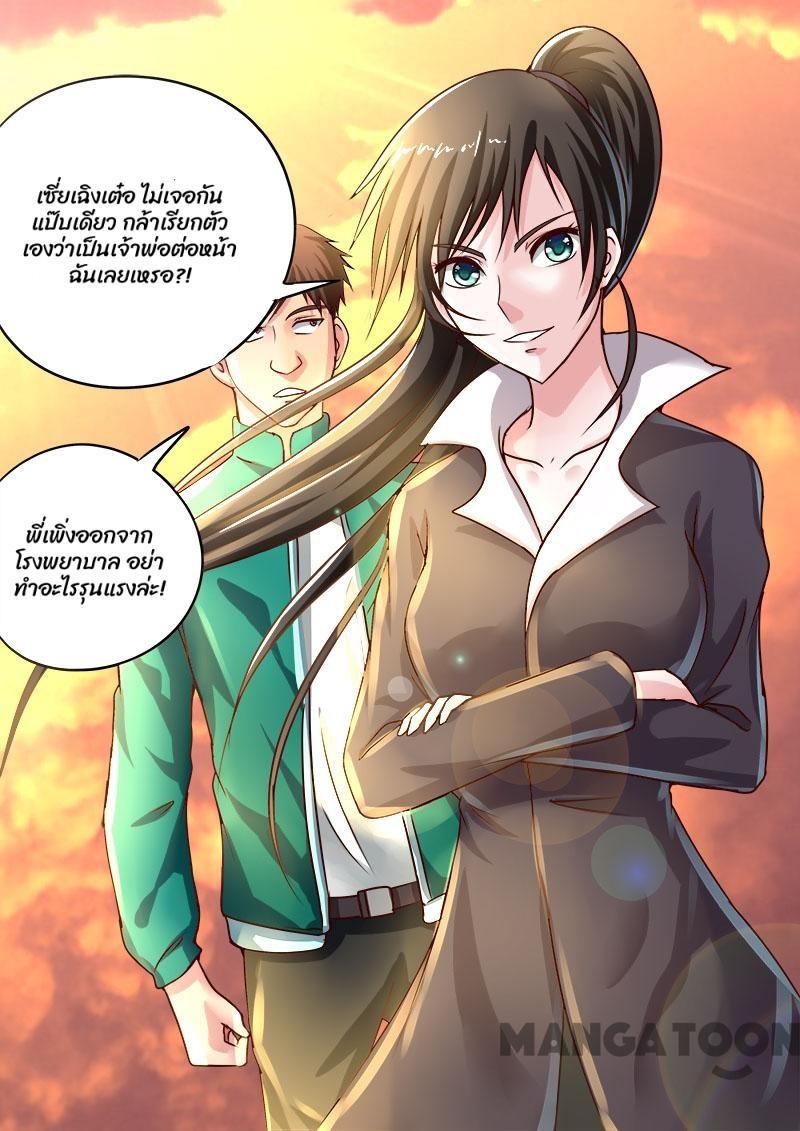 เซี่ยเฉิงเต๋อ ไม่เจอกัน
แป๊บเดียว กล้าเรียกตัว
เองว่าเป็นเจ้าพ่อต่อหน้า
ฉันเลยเหรอ?!
พี่เพิ่งออกจาก
โรงพยาบาล อย่า
ทำอะไรรุนแรงล่ะ!
MANGATOON